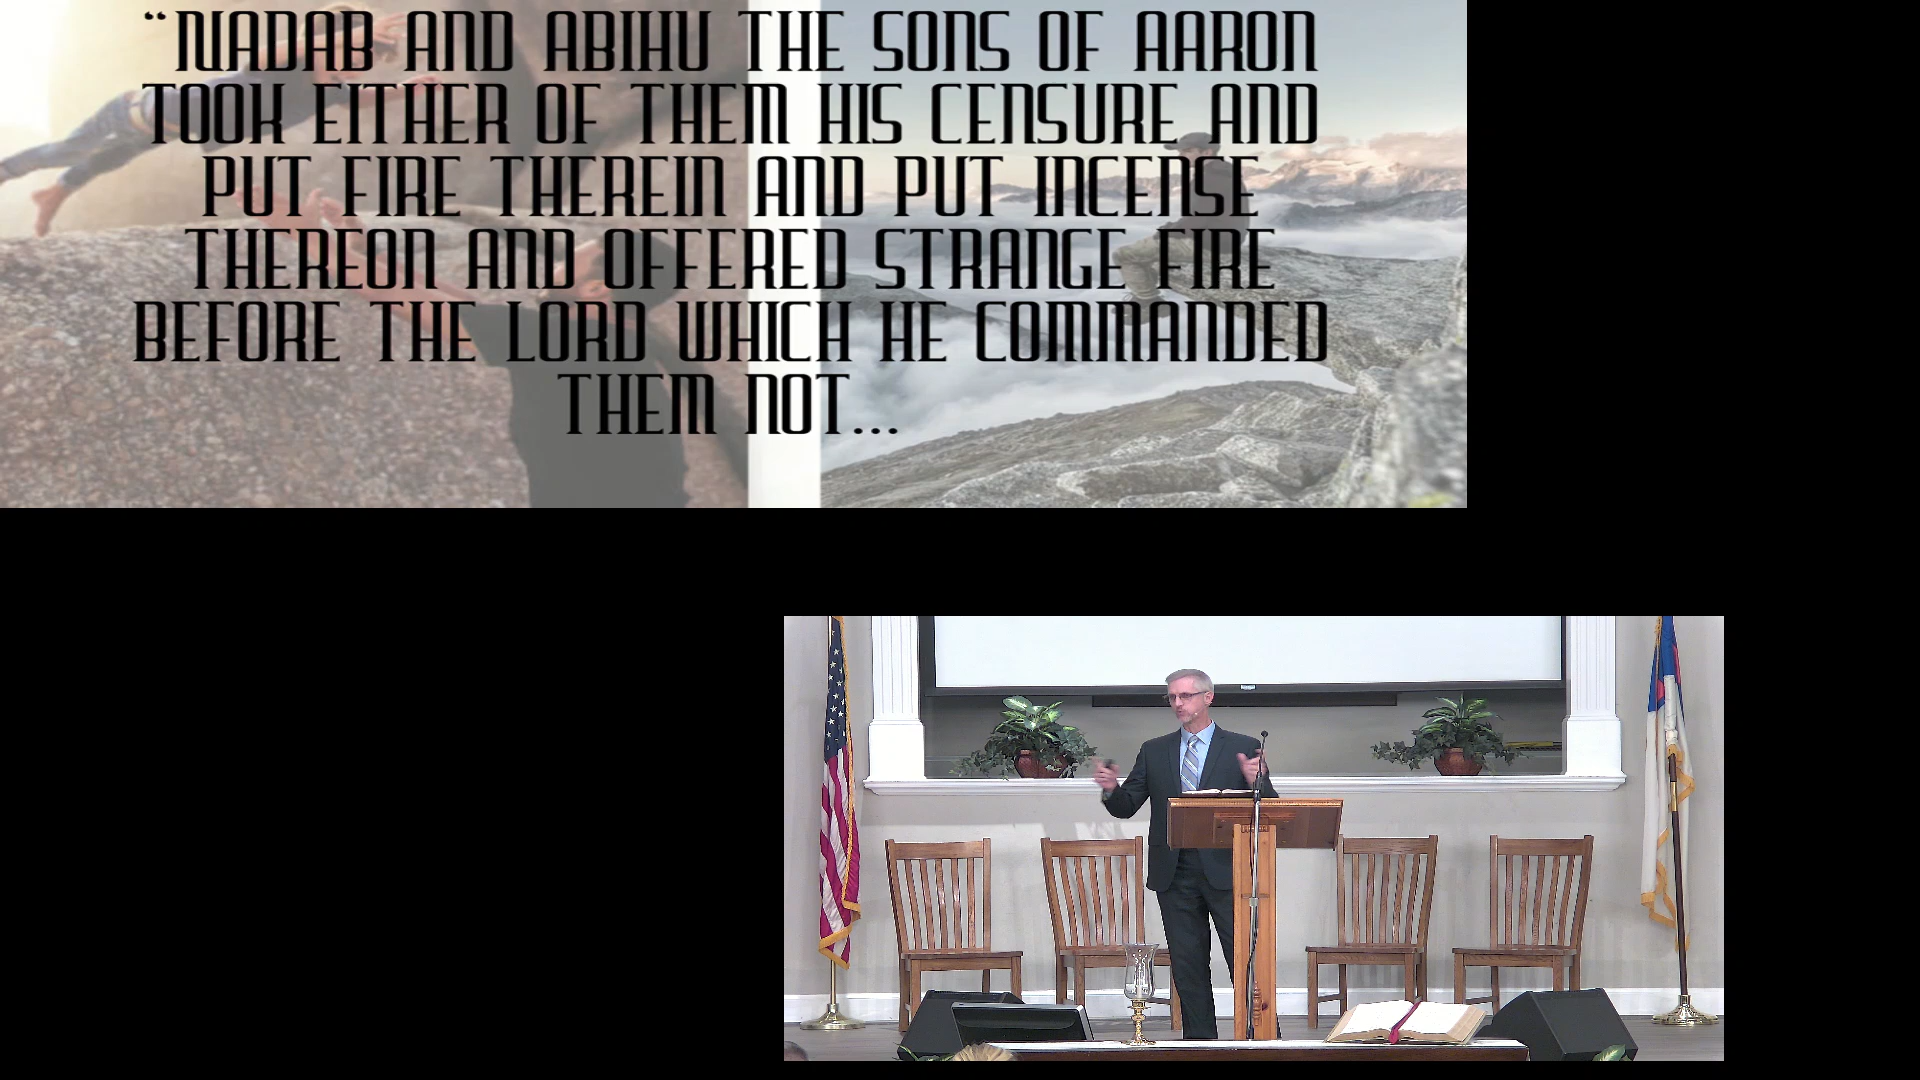 “NADAB AND ABIHU THE SONS OF AARON
TOOK EITHER OF THEM HIS CENSURE AND
PUT FIRE THEREIN AND PUT INCENSE
THEREON AND OFFERED STRANGE FIRE
BEFORE THE LORD WHICH HE COMMANDED
THEM NOT...